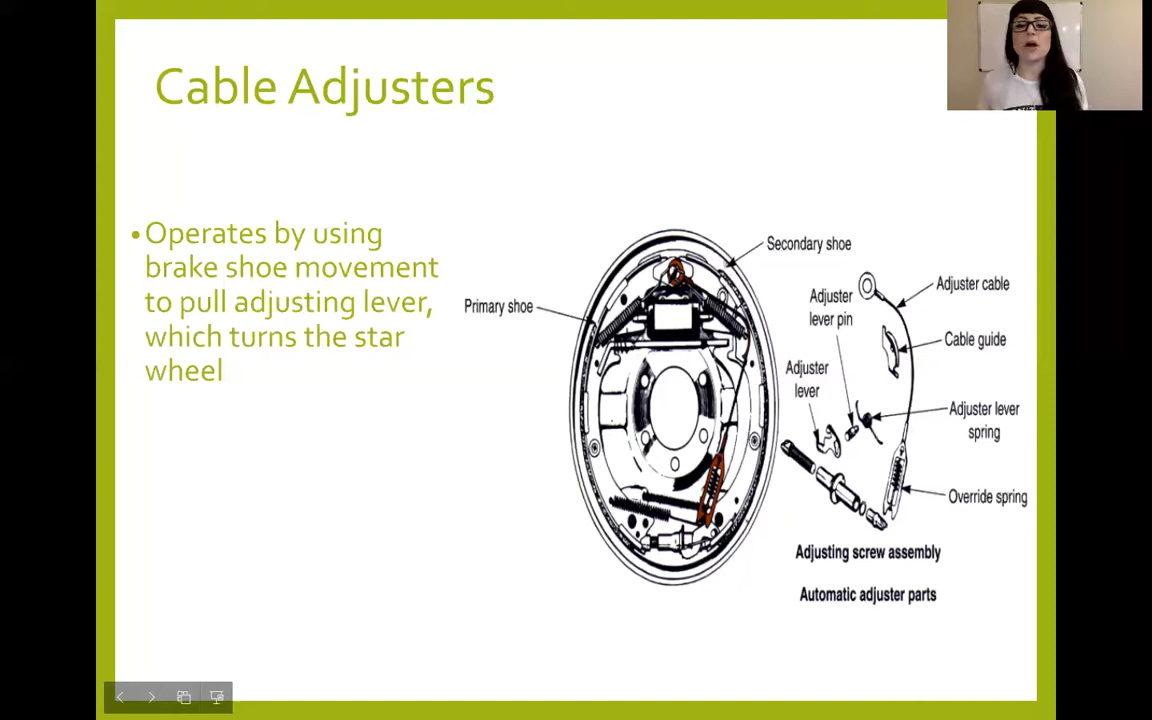 Cable Adjusters
• Operates by using
brake shoe movement
to pull adjusting lever,
which turns the star
wheel
Secondary shoe
Primary shoe
Adjuster
lever pin
Adjuster cable
Cable guide
Adjuster
lever
Adjuster lever
spring
Override spring
Adjusting screw assembly
Automatic adjuster parts